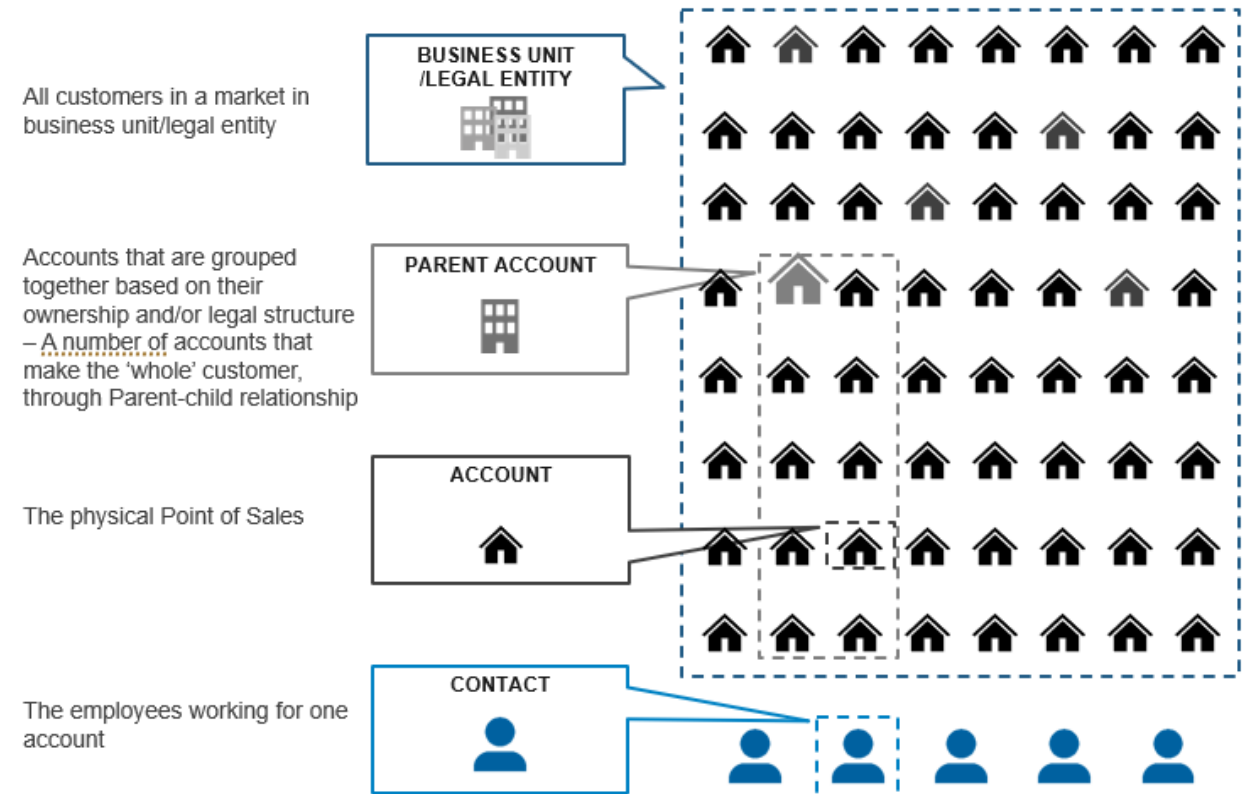 All customers in a market in
business unit/legal entity
BUSINESS UNIT
/LEGAL ENTITY
Accounts that are grouped
together based on their
ownership and/or legal structure
– A number of accounts that
make the ‘whole’ customer,
through Parent-child relationship
PARENT ACCOUNT
The physical Point of Sales
ACCOUNT
The employees working for one
account
CONTACT